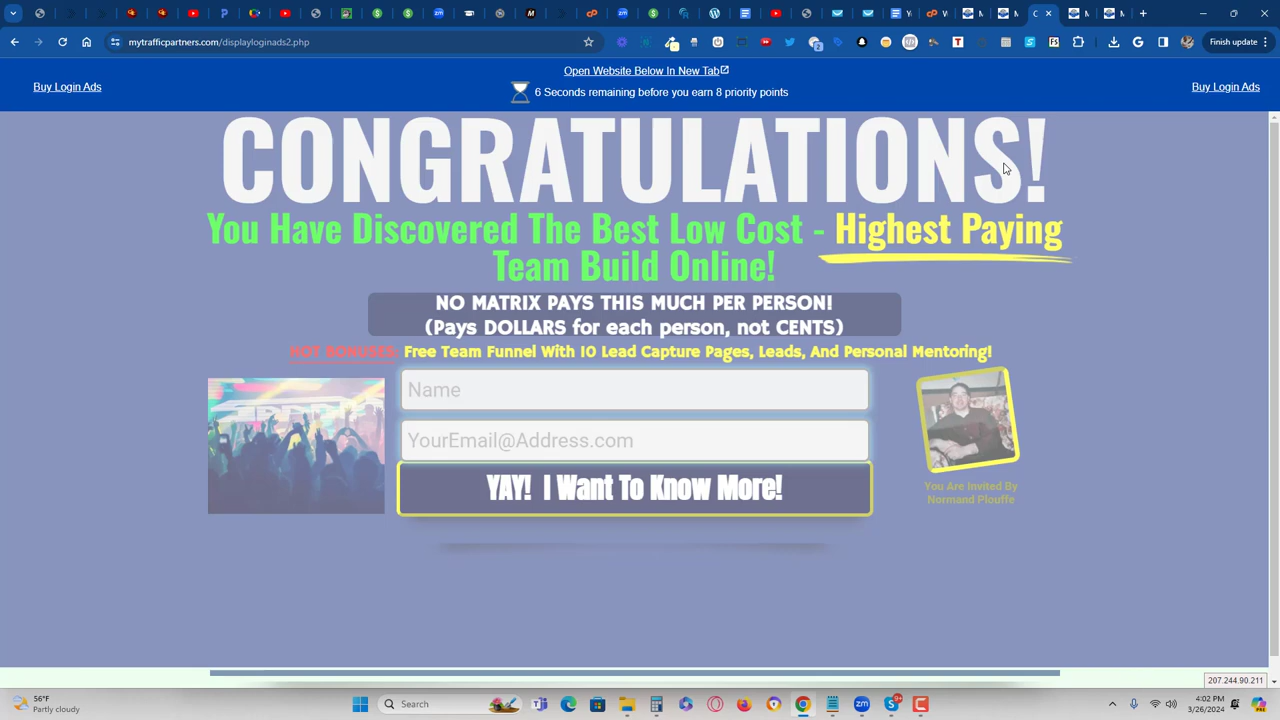 mytrafficpartners.com/displayloginads2.php
Finish update
Open Website Below In New Tab
Buy Login Ads
6 Seconds remaining before you earn 8 priority points
Buy Login Ads
CONGRATULATIONS!
You Have Discovered The Best Low Cost - Highest Paying
Team Build Online!
NO MATRIX PAYS THIS MUCH PER PERSON!
(Pays DOLLARS for each person, not CENTS)
HOT BONUSES: Free Team Funnel With 10 Lead Capture Pages, Leads, And Personal Mentoring!
Name
YourEmail@Address.com
YAY! I Want To Know More!
You Are Invited By
Normand Plouffe
207.244.90.211
56°F
Partly cloudy
Search
4:02 PM
3/26/2024